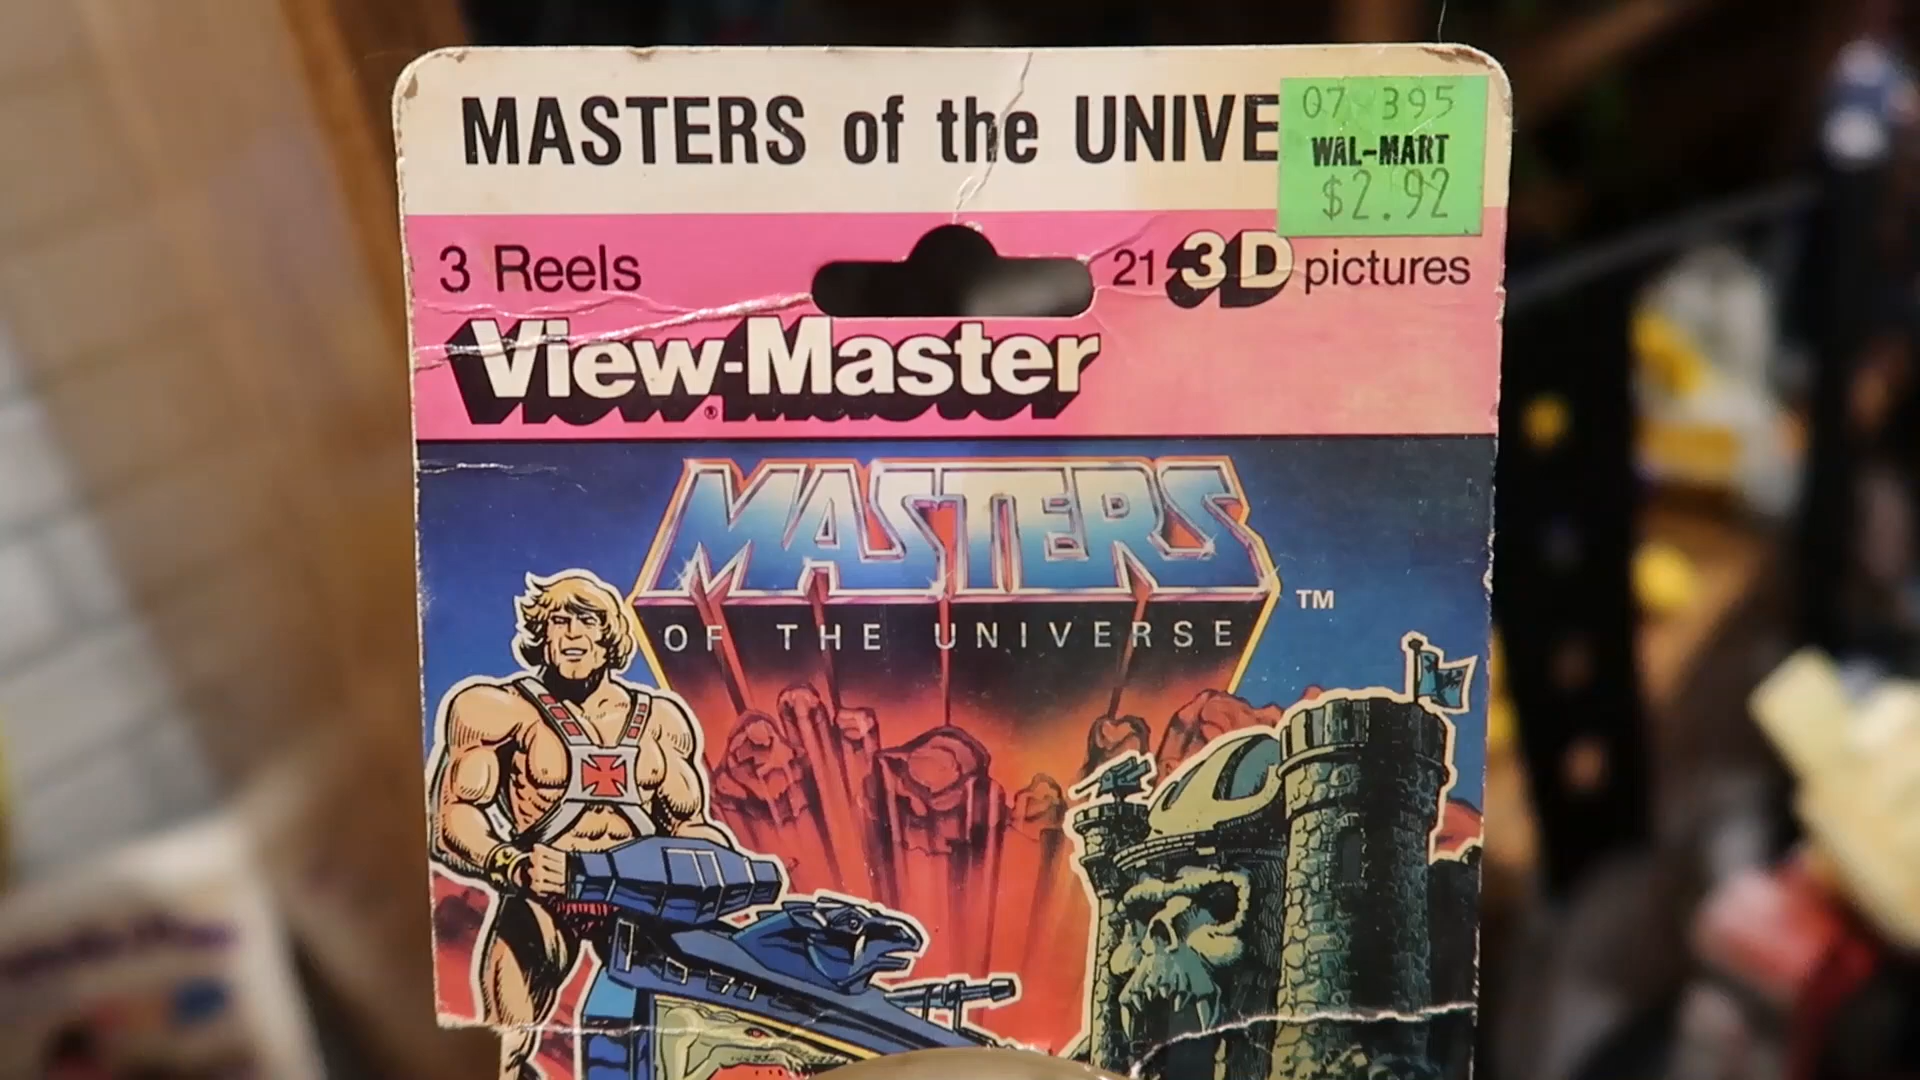 MASTERS of the UNIVE
07 395
WAL-MART
$2.92
3 Reels
21 3D pictures
View-Master®
MASTERS
OF THE UNIVERSE
TM